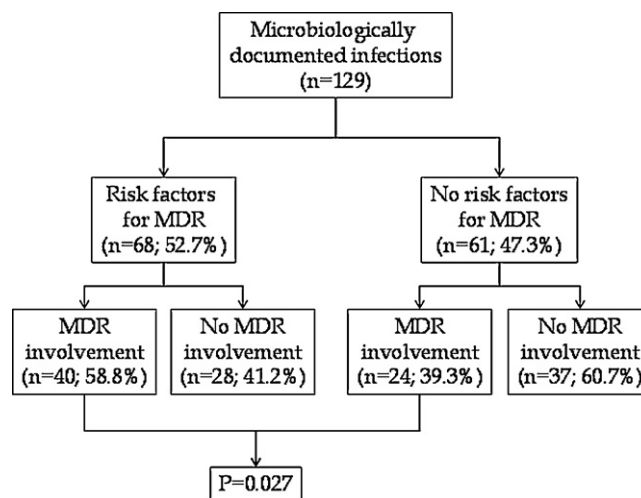 Microbiologically
documented infections
(n=129)
Risk factors
for MDR
(n=68; 52.7%)
No risk factors
for MDR
(n=61; 47.3%)
MDR
involvement
(n=40; 58.8%)
No MDR
involvement
(n=28; 41.2%)
MDR
involvement
(n=24; 39.3%)
No MDR
involvement
(n=37; 60.7%)
P=0.027